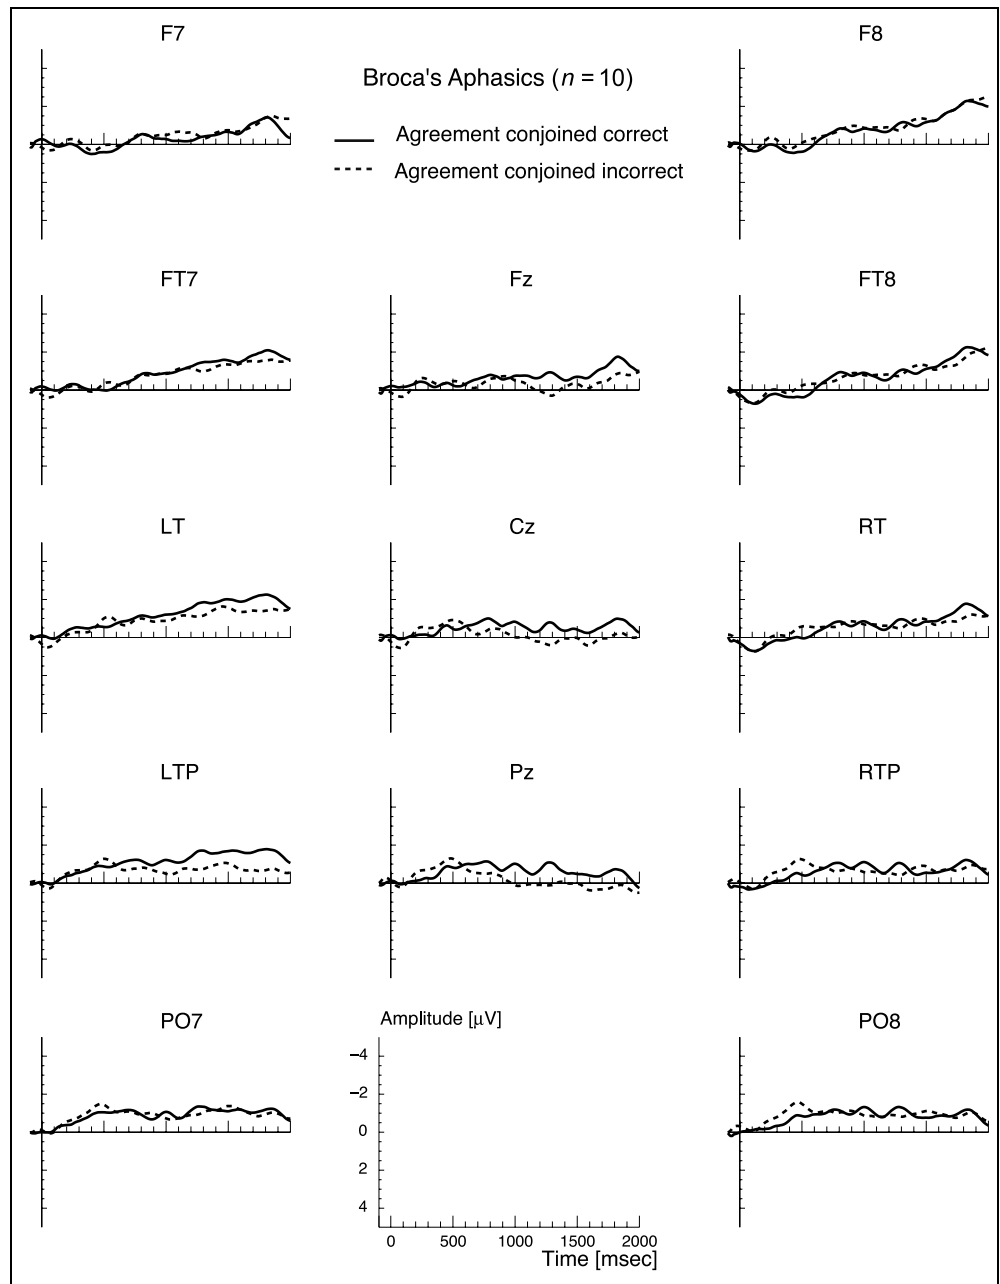 F7
F8
Broca's Aphasics (n = 10)
Agreement conjoined correct
Agreement conjoined incorrect
FT7
Fz
FT8
LT
Cz
RT
LTP
Pz
RTP
PO7
Amplitude [μV]
PO8
−4
−2
0
2
4
0 500 1000 1500 2000
Time [msec]